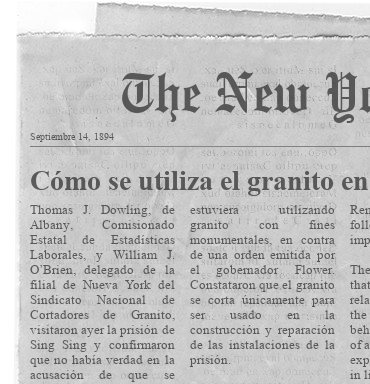 The New Yo
Septiembre 14, 1894
Cómo se utiliza el granito en
Thomas J. Dowling, de
Albany, Comisionado
Estatal de Estadísticas
Laborales, y William J.
O'Brien, delegado de la
filial de Nueva York del
Sindicato Nacional de
Cortadores de Granito,
visitaron ayer la prisión de
Sing Sing y confirmaron
que no había verdad en la
acusación de que se
estuviera utilizando
granito con fines
monumentales, en contra
de una orden emitida por
el gobernador Flower.
Constataron que el granito
se corta únicamente para
ser usado en la
construcción y reparación
de las instalaciones de la
prisión.
Ren
foll
imp
The
that
rela
the
beh
of a
exp
in I